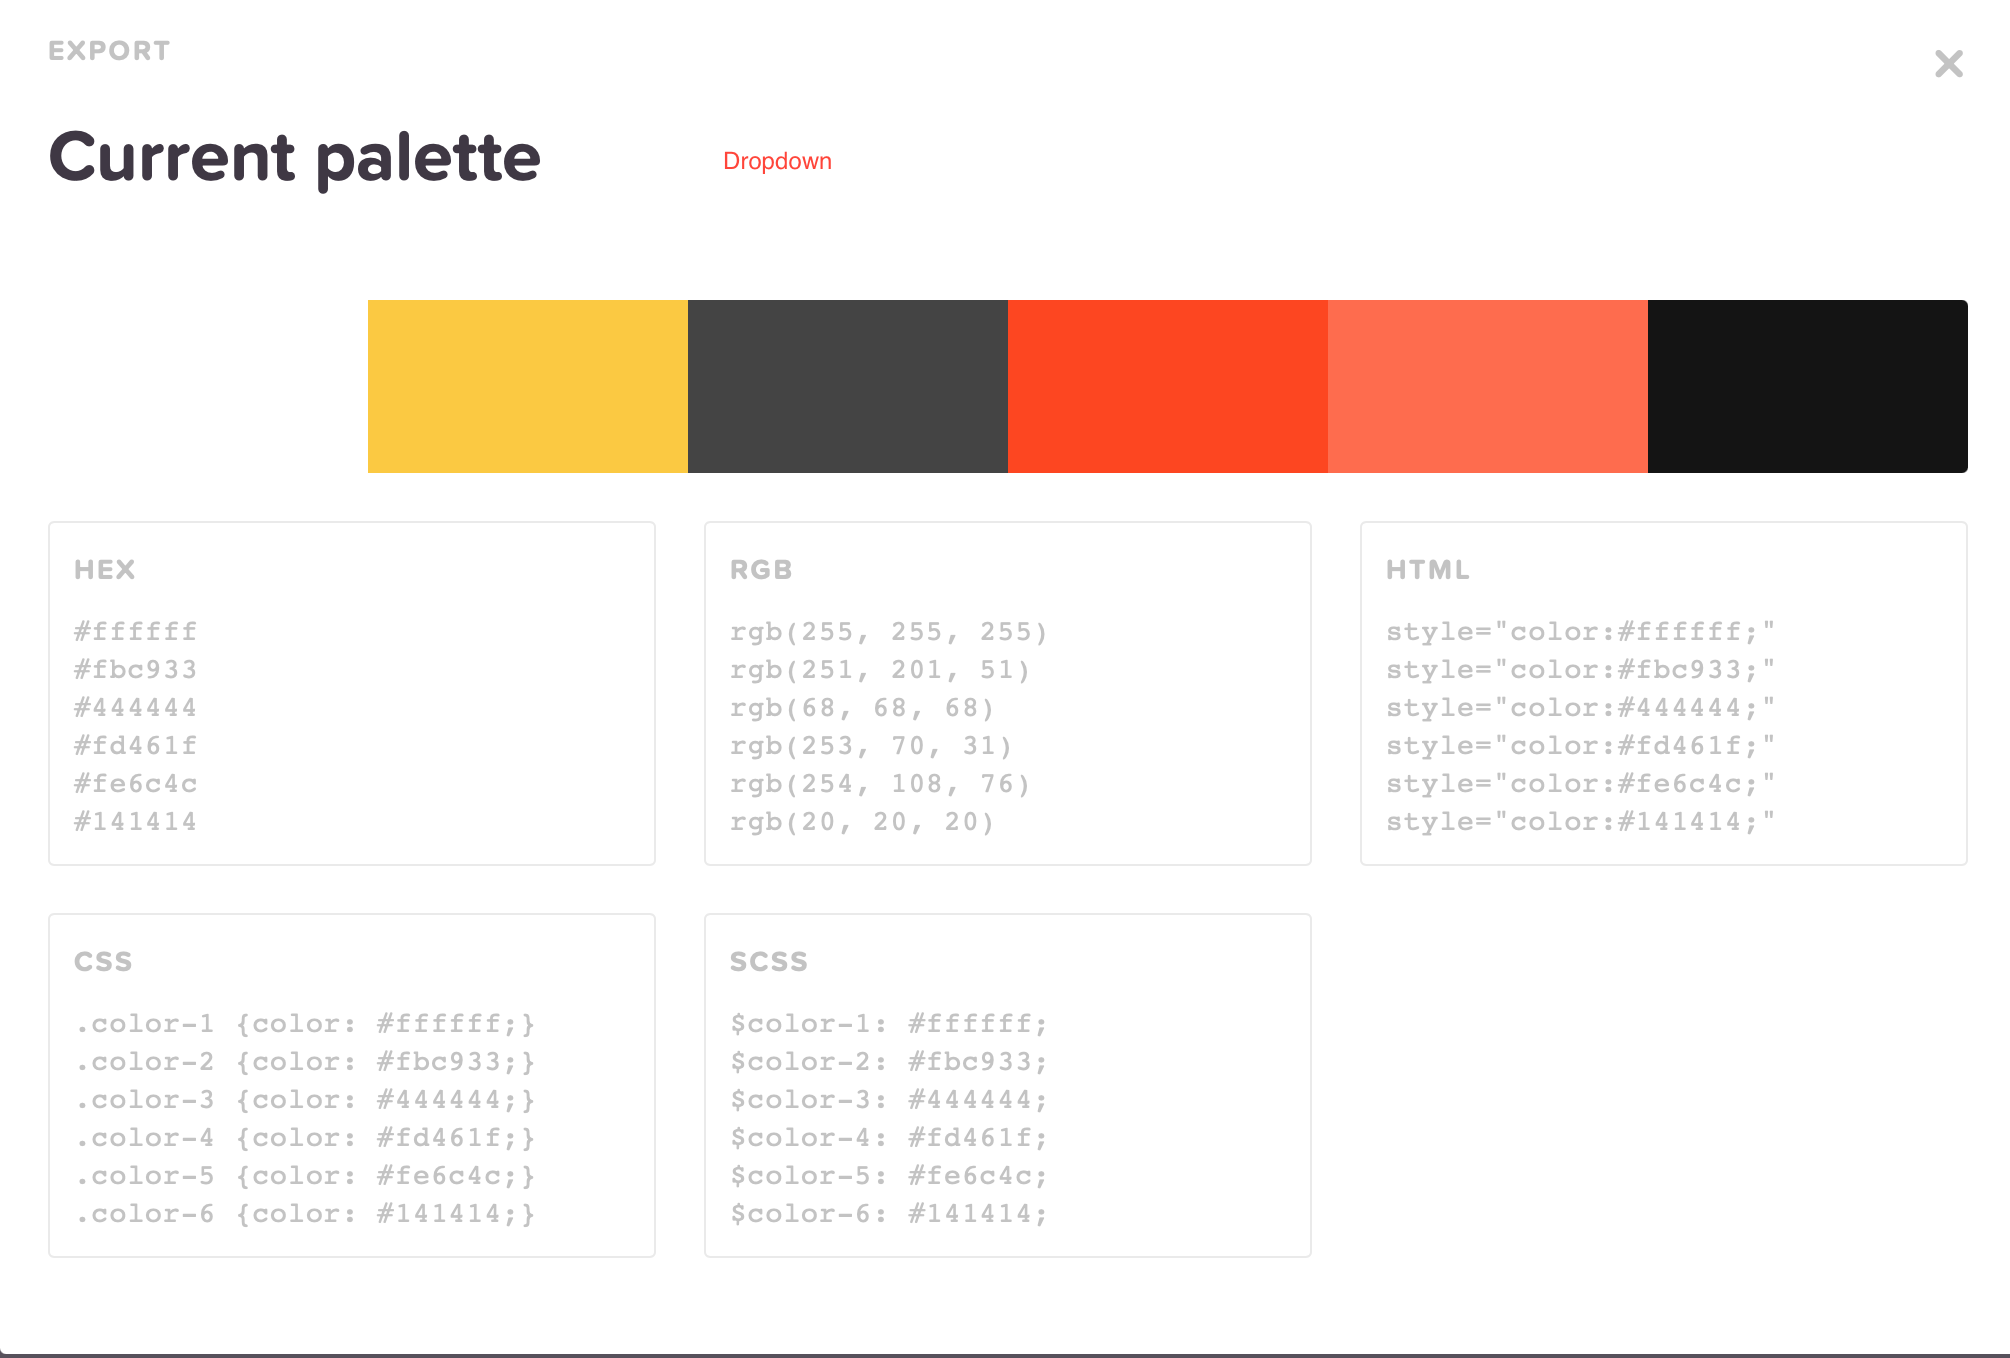 EXPORT
Current palette
Dropdown
HEX
#ffffff
#fbc933
#444444
#fd461f
#fe6c4c
#141414
RGB
rgb(255, 255, 255)
rgb(251, 201, 51)
rgb(68, 68, 68)
rgb(253, 70, 31)
rgb(254, 108, 76)
rgb(20, 20, 20)
HTML
style="color:#ffffff;"
style="color:#fbc933;"
style="color:#444444;"
style="color:#fd461f;"
style="color:#fe6c4c;"
style="color:#141414;"
CSS
.color-1 {color: #ffffff;}
.color-2 {color: #fbc933;}
.color-3 {color: #444444;}
.color-4 {color: #fd461f;}
.color-5 {color: #fe6c4c;}
.color-6 {color: #141414;}
SCSS
$color-1: #ffffff;
$color-2: #fbc933;
$color-3: #444444;
$color-4: #fd461f;
$color-5: #fe6c4c;
$color-6: #141414;